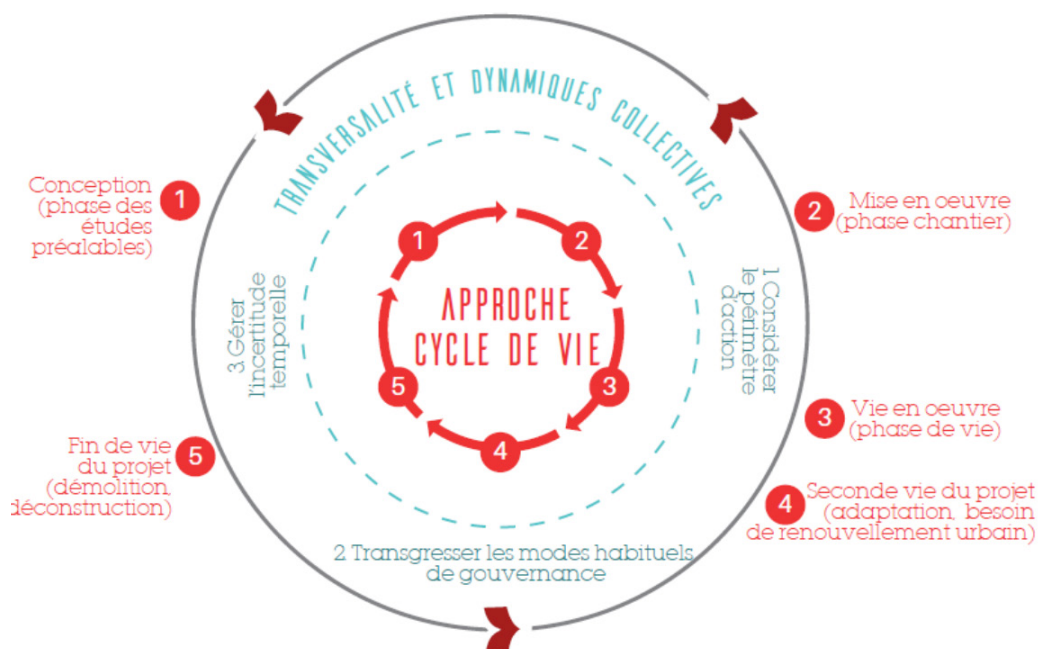 TRANSVERSALITÉ ET DYNAMIQUES COLLECTIVES
1
Conception
(phase des
études
préalables)
2
Mise en oeuvre
(phase chantier)
1
2
3
4
5
APPROCHE
CYCLE DE VIE
3. Gérer
l'incertitude
temporelle
1. Considérer
le périmètre
d'action
3
Vie en oeuvre
(phase de vie)
5
Fin de vie
du projet
(démolition,
déconstruction)
4
Seconde vie du projet
(adaptation, besoin
de renouvellement urbain)
2 Transgresser les modes habituels
de gouvernance